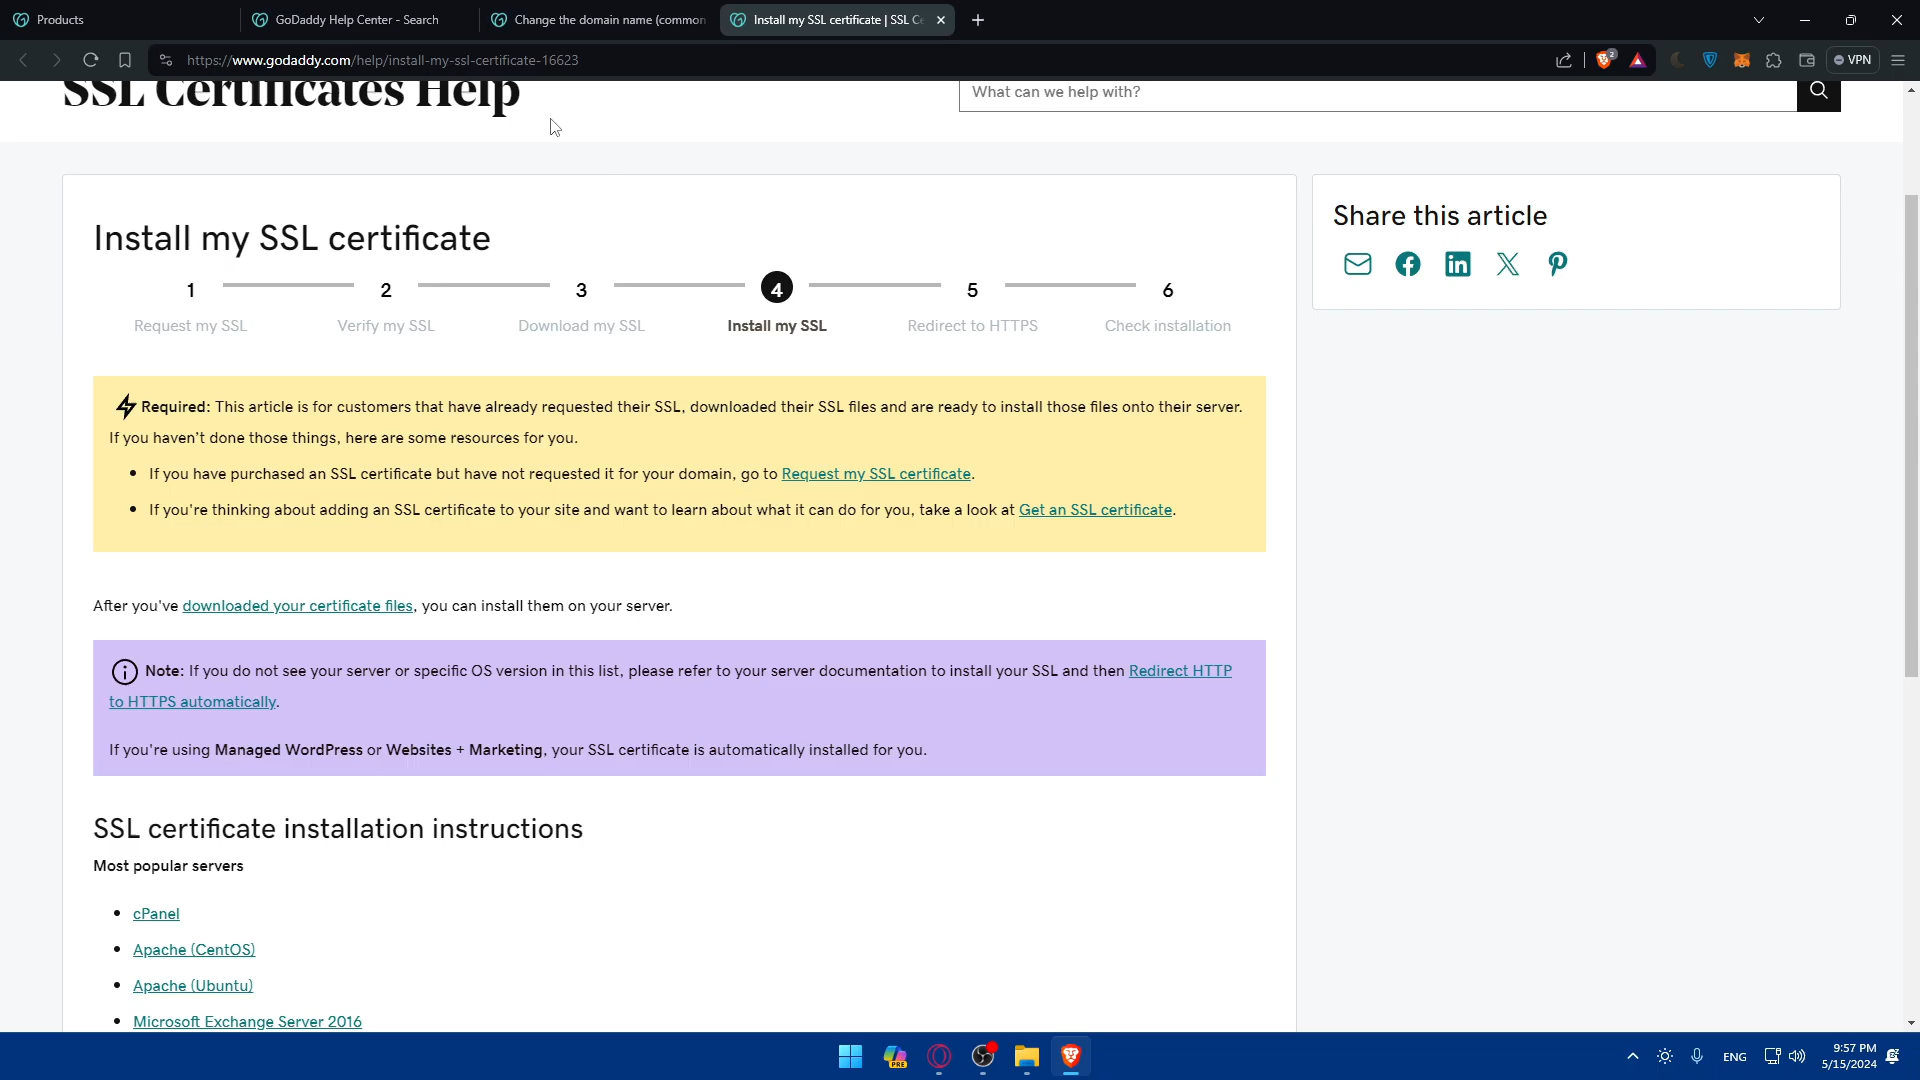 Products
GoDaddy Help Center - Search
Change the domain name (common
Install my SSL certificate | SSL Ce
https://www.godaddy.com/help/install-my-ssl-certificate-16623
2
VPN
SSL Certificates Help
What can we help with?
Install my SSL certificate
1
2
3
4
5
6
Request my SSL
Verify my SSL
Download my SSL
Install my SSL
Redirect to HTTPS
Check installation
Required: This article is for customers that have already requested their SSL, downloaded their SSL files and are ready to install those files onto their server.
If you haven't done those things, here are some resources for you.
If you have purchased an SSL certificate but have not requested it for your domain, go to Request my SSL certificate.
If you're thinking about adding an SSL certificate to your site and want to learn about what it can do for you, take a look at Get an SSL certificate.
After you've downloaded your certificate files, you can install them on your server.
Note: If you do not see your server or specific OS version in this list, please refer to your server documentation to install your SSL and then Redirect HTTP
to HTTPS automatically.
If you're using Managed WordPress or Websites + Marketing, your SSL certificate is automatically installed for you.
SSL certificate installation instructions
Most popular servers
cPanel
Apache (CentOS)
Apache (Ubuntu)
Microsoft Exchange Server 2016
Share this article
PRE
ENG
9:57 PM
5/15/2024